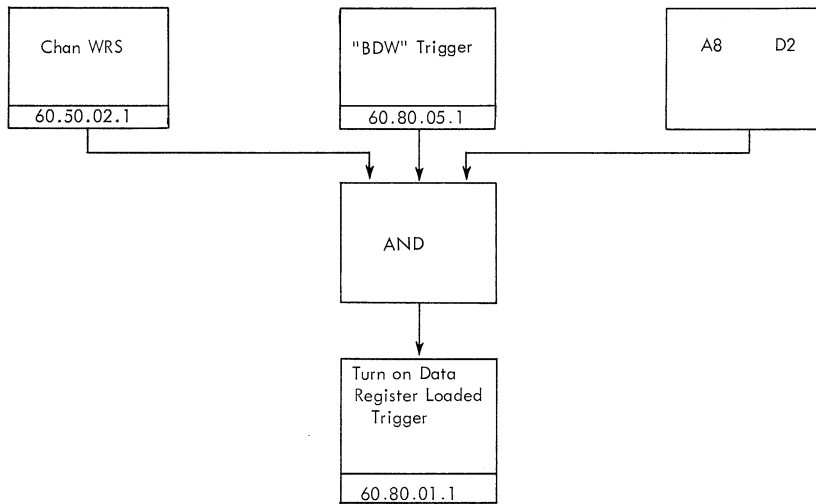 Chan WRS
60.50.02.1
"BDW" Trigger
60.80.05.1
A8 D2
AND
Turn on Data
Register Loaded
Trigger
60.80.01.1